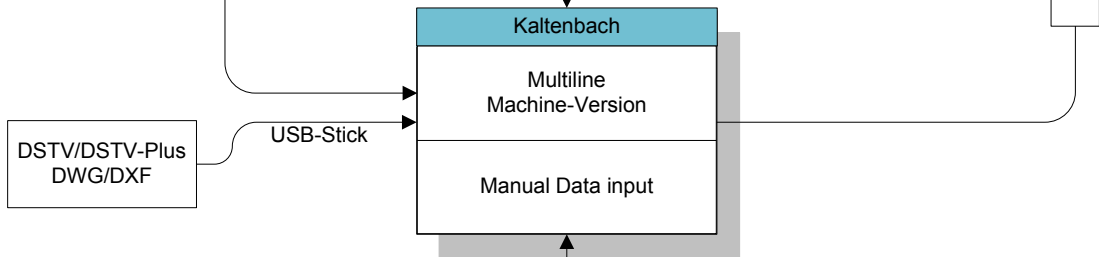 Kaltenbach
Multiline
Machine-Version
USB-Stick
DSTV/DSTV-Plus
DWG/DXF
Manual Data input